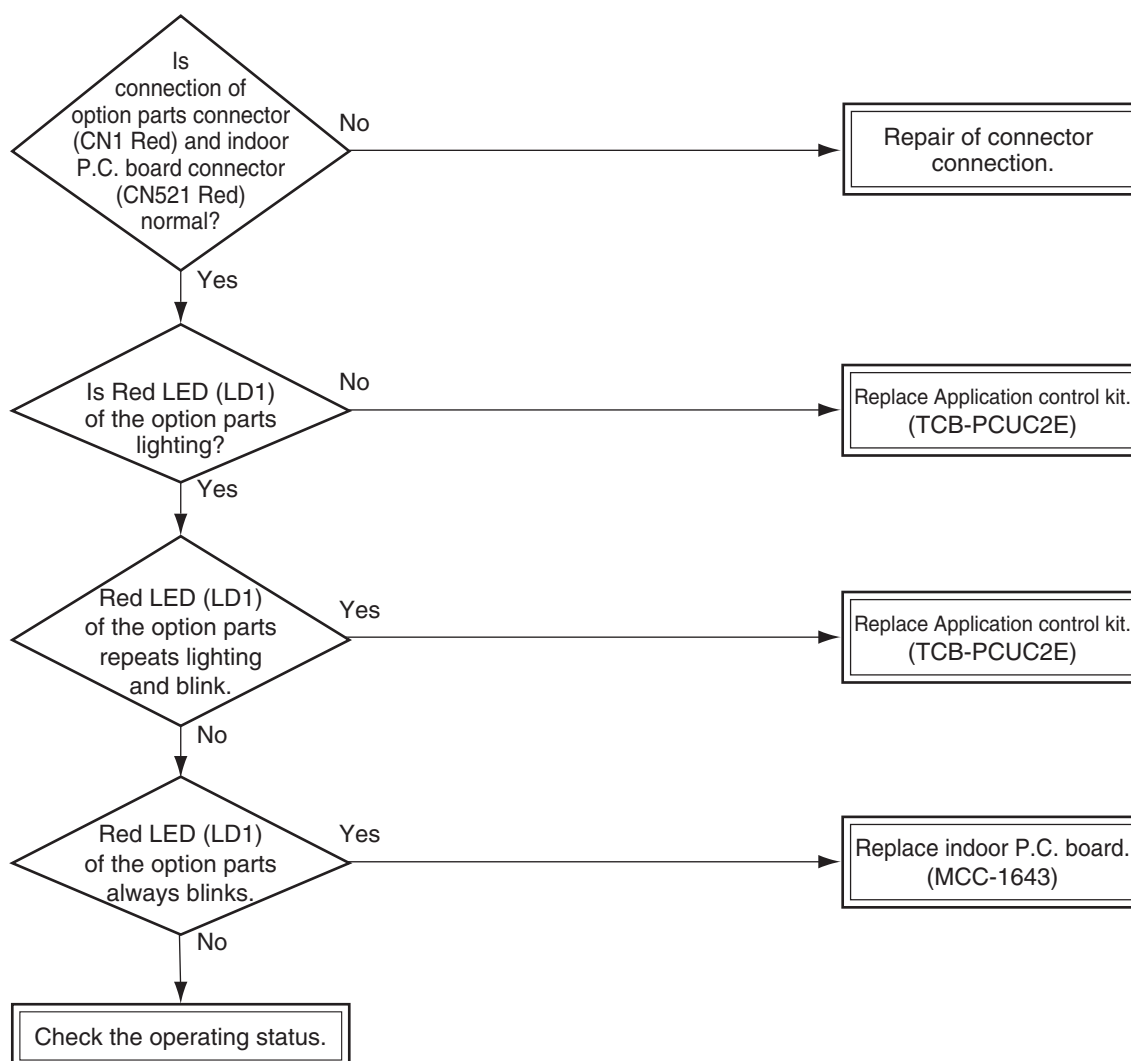 Is
connection of
option parts connector
(CN1 Red) and indoor
P.C. board connector
(CN521 Red)
normal?
No
Repair of connector
connection.
Yes
Is Red LED (LD1)
of the option parts
lighting?
No
Replace Application control kit.
(TCB-PCUC2E)
Yes
Red LED (LD1)
of the option parts
repeats lighting
and blink.
Yes
Replace Application control kit.
(TCB-PCUC2E)
No
Red LED (LD1)
of the option parts
always blinks.
Yes
Replace indoor P.C. board.
(MCC-1643)
No
Check the operating status.